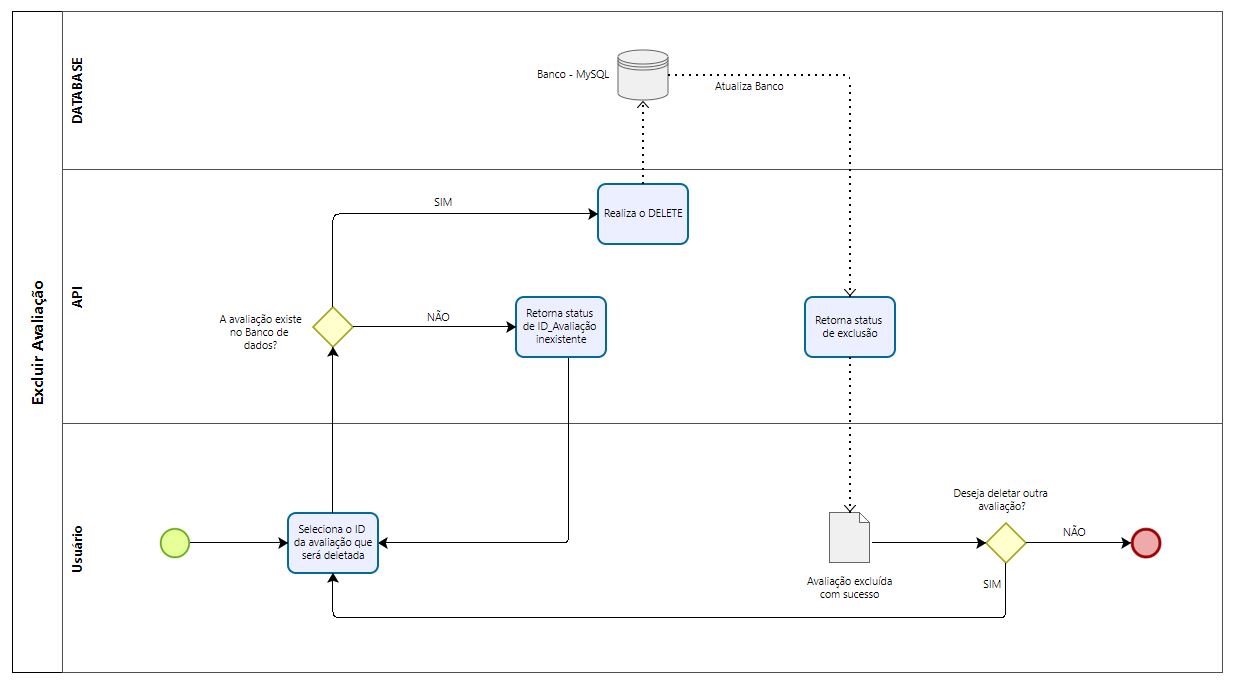 Excluir Avaliação
DATABASE
Banco - MySQL
Atualiza Banco
API
SIM
Realiza o DELETE
A avaliação existe
no Banco de
dados?
NÃO
Retorna status
de ID_Avaliação
inexistente
Retorna status
de exclusão
Usuario
Seleciona o ID
da avaliação que
será deletada
Avaliação excluída
com sucesso
Deseja deletar outra
avaliação?
NÃO
SIM